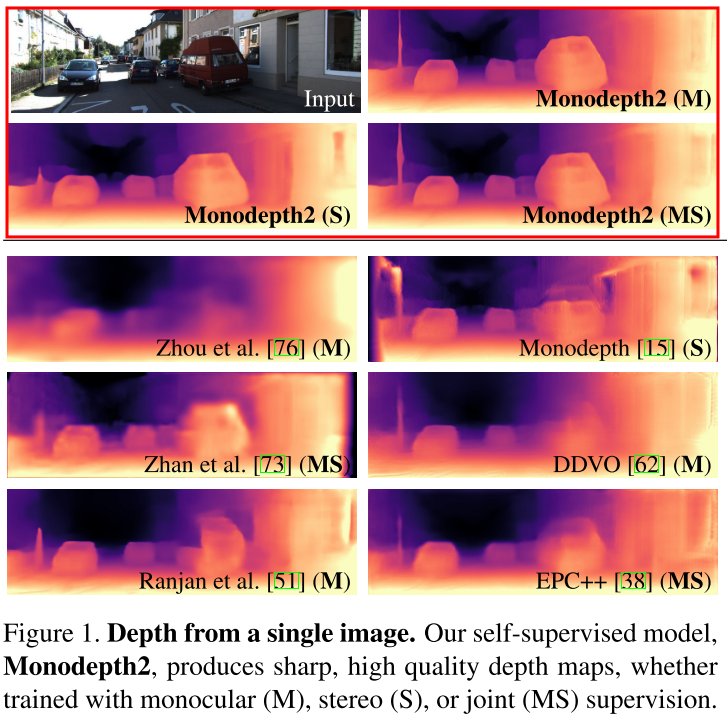 Input
Monodepth2 (M)
Monodepth2 (S)
Monodepth2 (MS)
Zhou et al. [76] (M)
Monodepth [15] (S)
Zhan et al. [73] (MS)
DDVO [62] (M)
Ranjan et al. [51] (M)
EPC++ [38] (MS)
Figure 1. Depth from a single image. Our self-supervised model,
Monodepth2, produces sharp, high quality depth maps, whether
trained with monocular (M), stereo (S), or joint (MS) supervision.